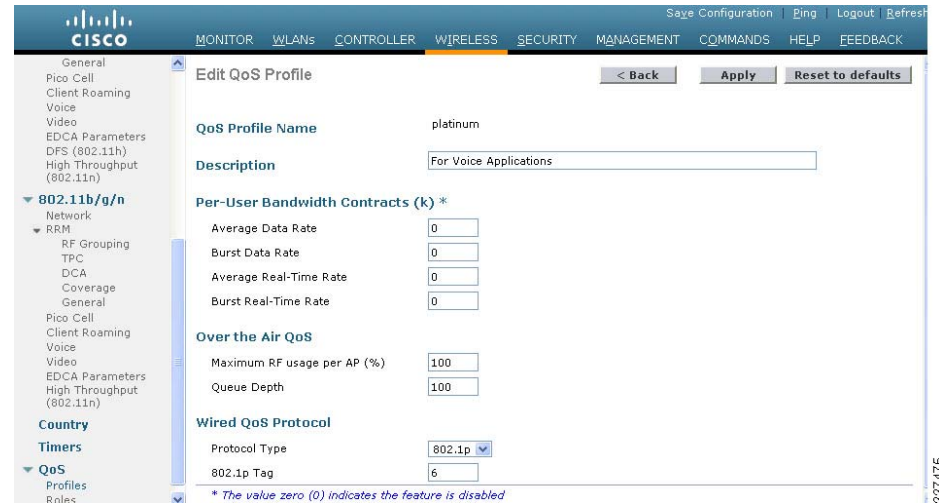 Save Configuration | Ping | Logout | Refresh
CISCO
MONITOR WLANs CONTROLLER WIRELESS SECURITY MANAGEMENT COMMANDS HELP FEEDBACK
General
Pico Cell
Client Roaming
Voice
Video
EDCA Parameters
DFS (802.11h)
High Throughput
(802.11n)
802.11b/g/n
Network
RRM
RF Grouping
TPC
DCA
Coverage
General
Pico Cell
Client Roaming
Voice
Video
EDCA Parameters
High Throughput
(802.11n)
Country
Timers
QoS
Profiles
Roles
Edit QoS Profile
< Back Apply Reset to defaults
QoS Profile Name platinum
Description For Voice Applications
Per-User Bandwidth Contracts (k) *
Average Data Rate 0
Burst Data Rate 0
Average Real-Time Rate 0
Burst Real-Time Rate 0
Over the Air QoS
Maximum RF usage per AP (%) 100
Queue Depth 100
Wired QoS Protocol
Protocol Type 802.1p
802.1p Tag 6
* The value zero (0) indicates the feature is disabled